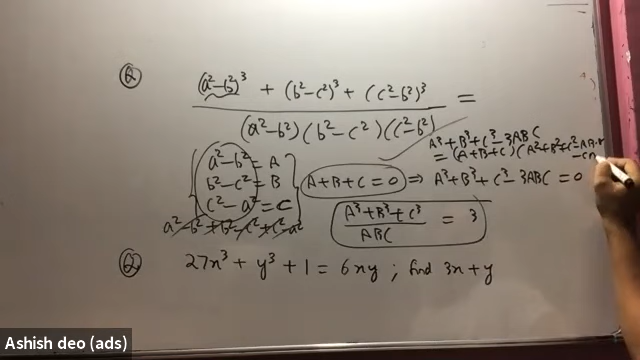 Q (a²-b²)³ + (b²-c²)³ + (c²-b²)³ =
(a²-b²)(b²-c²)(c²-b²)
A³+B³+C³-3ABC
= (A+B+C)(A²+B²+C²-AB-B
-CA
a²-b² = A
b²-c² = B A+B+C=0 ⇒ A³+B³+C³-3ABC = 0
c²-a² = C
a²-b²+b²-c²+c²-a²
A³+B³+C³ = 3
ABC
Q 27x³ + y³ + 1 = 6xy ; find 3x+y
Ashish deo (ads)